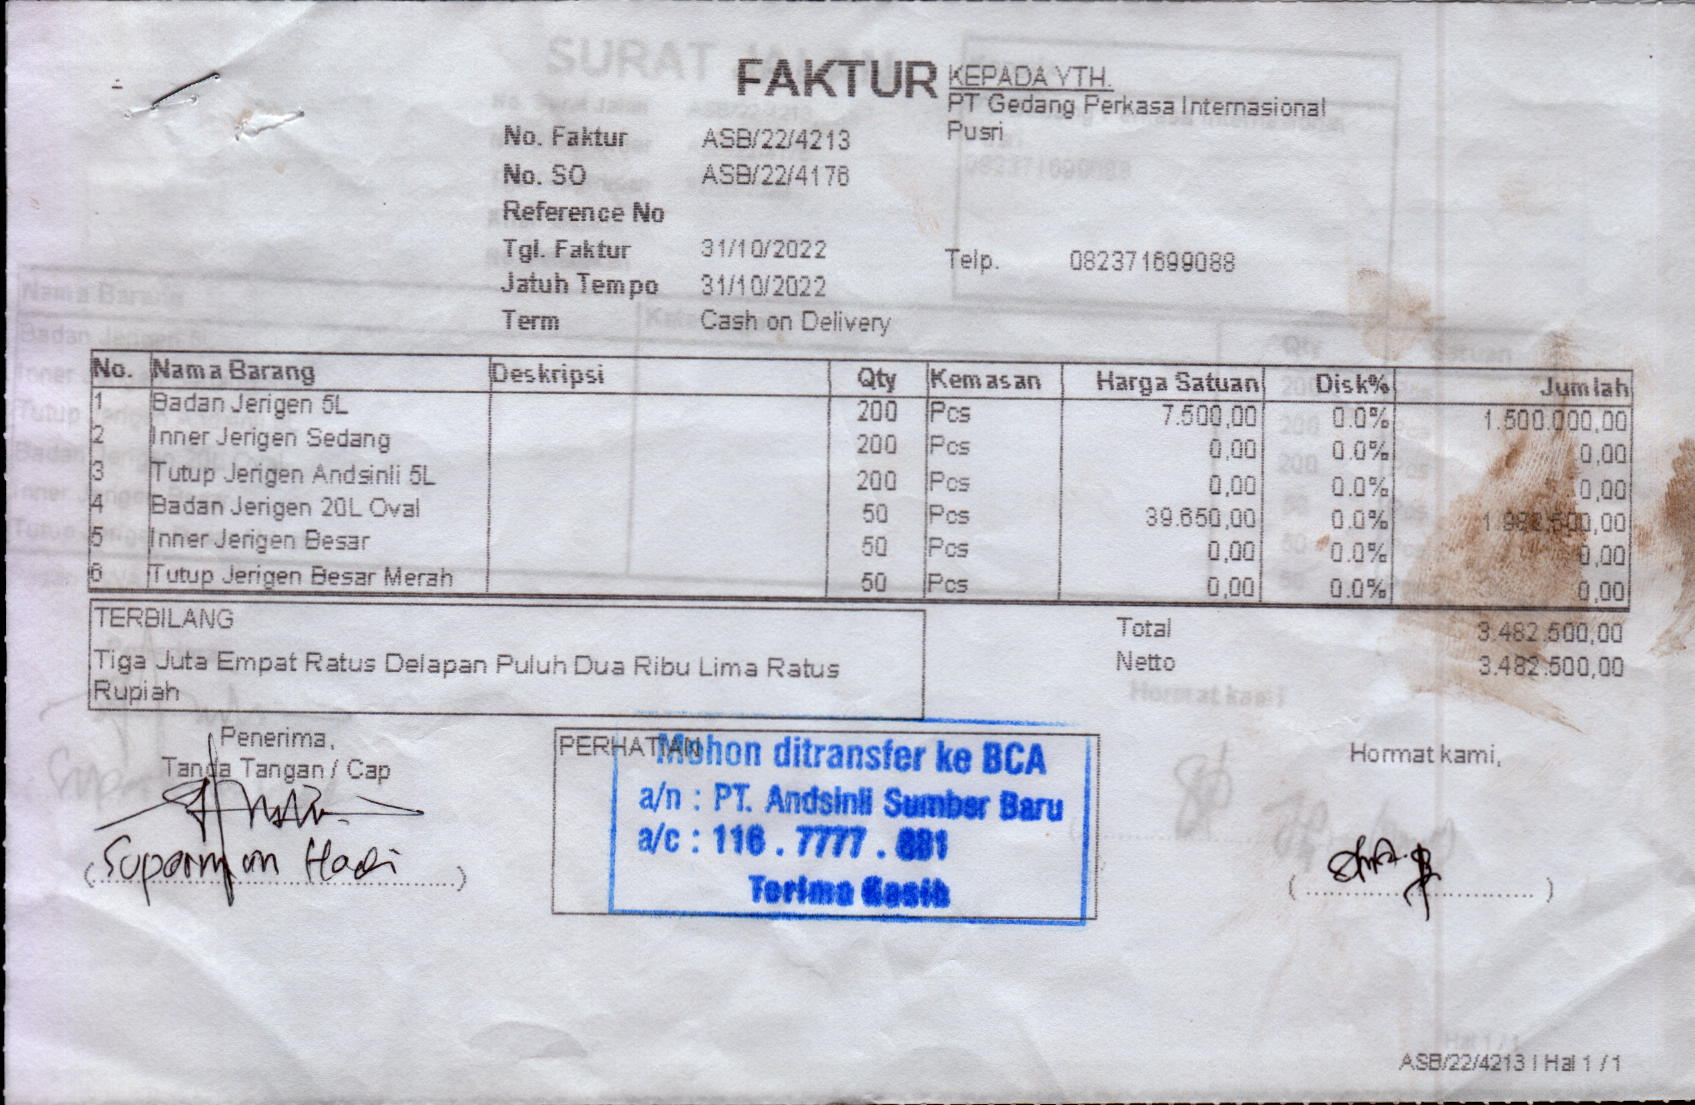 FAKTUR
KEPADA YTH.
PT Gedang Perkasa Internasional
Pusri
No. Faktur ASB/22/4213
No. SO ASB/22/4176
Reference No
Tgl. Faktur 31/10/2022
Telp. 082371699088
Jatuh Tempo 31/10/2022
Term Cash on Delivery
No. Nama Barang Deskripsi Qty Kemasan Harga Satuan Disk% Jumlah
1 Badan Jerigen 5L 200 Pcs 7.500,00 0.0% 1.500.000,00
2 Inner Jerigen Sedang 200 Pcs 0,00 0.0% 0,00
3 Tutup Jerigen Andsinli 5L 200 Pcs 0,00 0.0% 0,00
4 Badan Jerigen 20L Oval 50 Pcs 39.650,00 0.0% 1.982.500,00
5 Inner Jerigen Besar 50 Pcs 0,00 0.0% 0,00
6 Tutup Jerigen Besar Merah 50 Pcs 0,00 0.0% 0,00
TERBILANG
Tiga Juta Empat Ratus Delapan Puluh Dua Ribu Lima Ratus
Rupiah
Total 3.482.500,00
Netto 3.482.500,00
Penerima,
Tanda Tangan / Cap
Suparman Hadi
PERHATIAN
Mohon ditransfer ke BCA
a/n : PT. Andsinli Sumber Baru
a/c : 116 . 7777 . 881
Terima Kasih
Hormat kami,
ASB/22/4213 | Hal 1 / 1